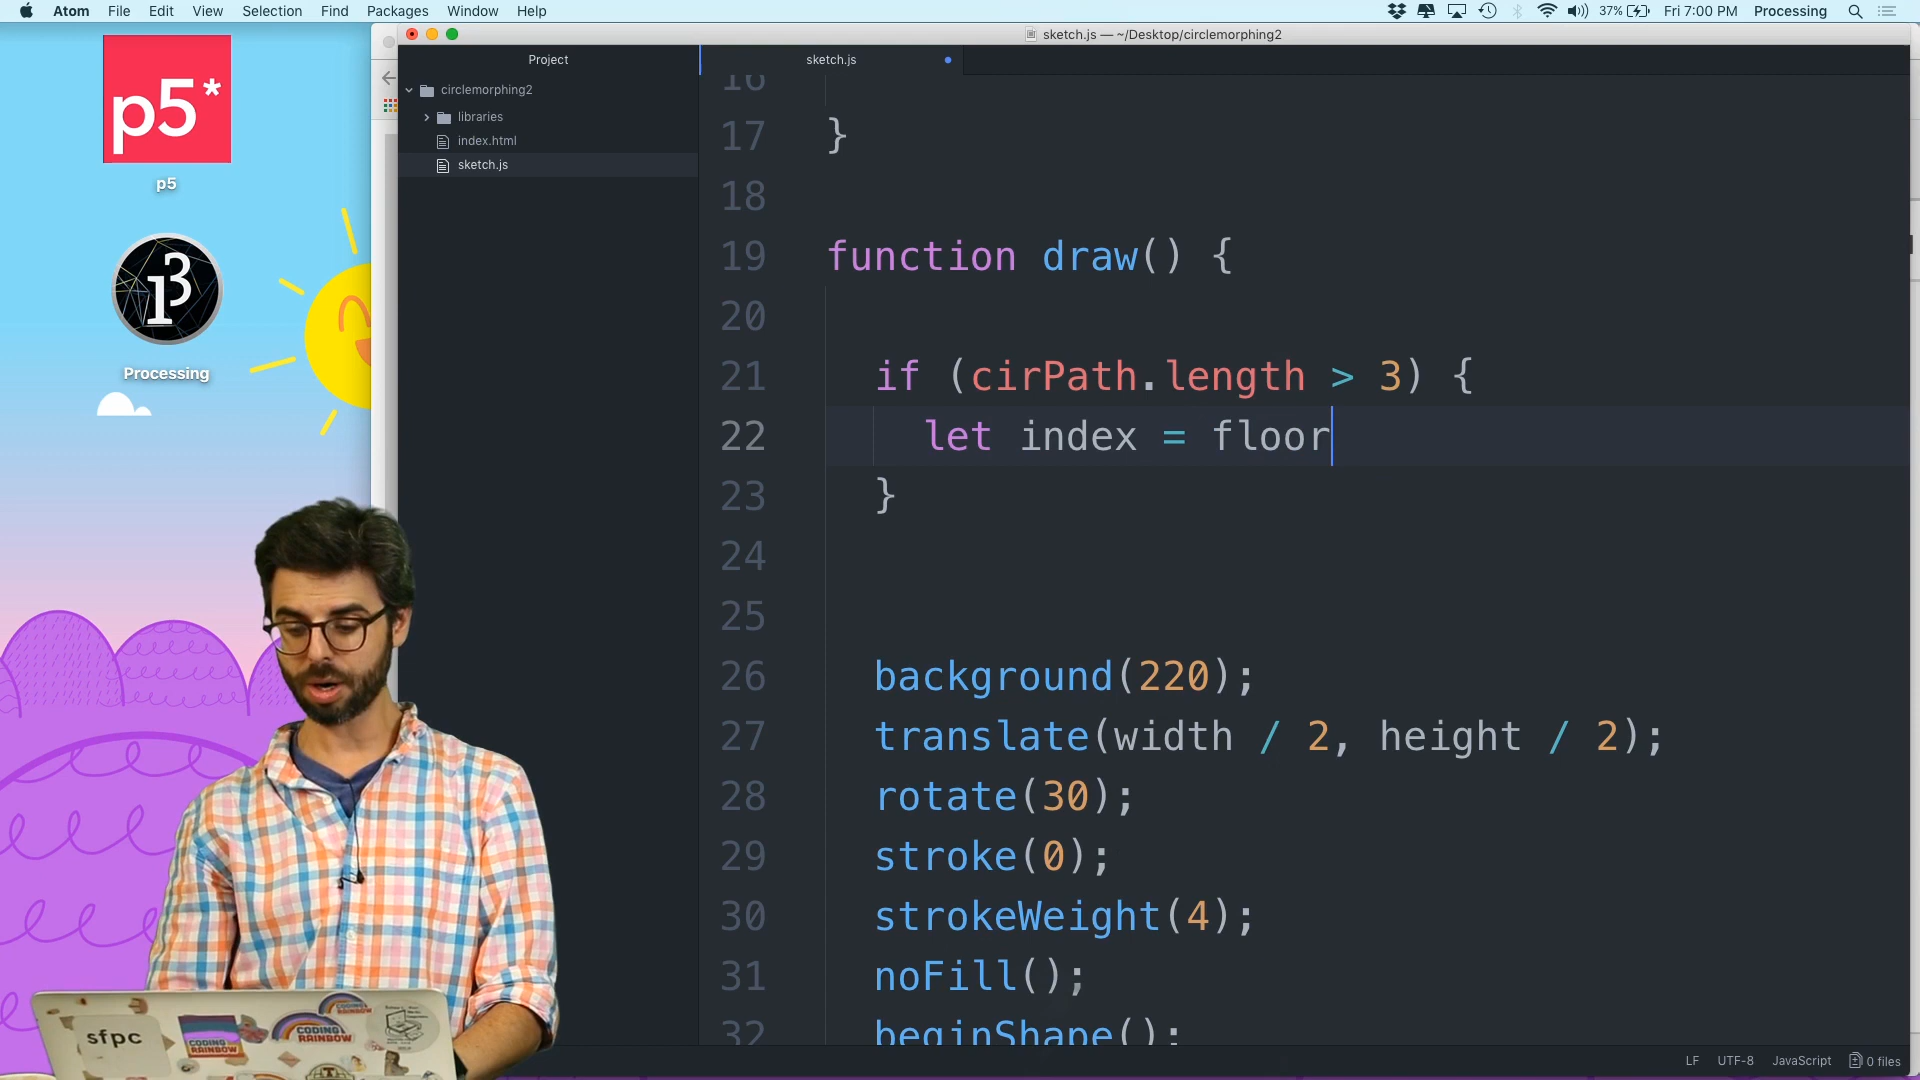 Atom File Edit View Selection Find Packages Window Help
37% Fri 7:00 PM Processing
sketch.js — ~/Desktop/circlemorphing2
Project
sketch.js
circlemorphing2
libraries
index.html
sketch.js
p5*
p5
Processing
16
17 }
18
19 function draw() {
20
21 if (cirPath.length > 3) {
22 let index = floor
23 }
24
25
26 background(220);
27 translate(width / 2, height / 2);
28 rotate(30);
29 stroke(0);
30 strokeWeight(4);
31 noFill();
32 beginShape();
sfpc
CODING
RAINBOW
CODING
RAINBOW
LF UTF-8 JavaScript 0 files